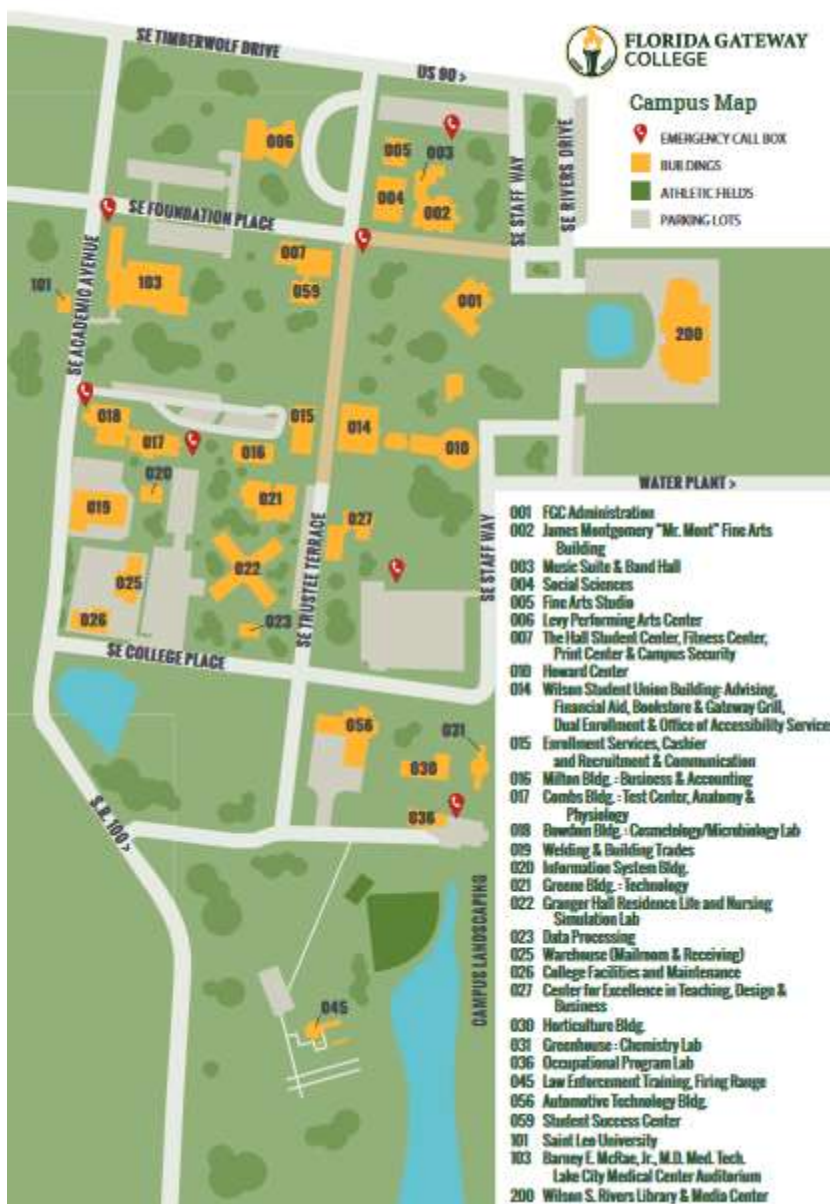 FLORIDA GATEWAY
COLLEGE
Campus Map
EMERGENCY CALL BOX
BUILDINGS
ATHLETIC FIELDS
PARKING LOTS
SE TIMBERWOLF DRIVE
US 90 >
SE STAFF WAY
SE RIVERS DRIVE
006
005
003
004
002
SE FOUNDATION PLACE
SE ACADEMIC AVENUE
101
103
007
059
001
200
018
017
015
014
016
010
020
019
021
027
022
025
026
023
SE TRUSTEE TERRACE
SE STAFF WAY
SE COLLEGE PLACE
WATER PLANT >
056
031
030
036
S.R. 100 >
CAMPUS LANDSCAPING
045
001 FGC Administration
002 James Montgomery "Mr. Mont" Fine Arts
Building
003 Music Suite & Band Hall
004 Social Sciences
005 Fine Arts Studio
006 Levy Performing Arts Center
007 The Hall Student Center, Fitness Center,
Print Center & Campus Security
010 Howard Center
014 Wilson Student Union Building: Advising,
Financial Aid, Bookstore & Gateway Grill,
Dual Enrollment & Office of Accessibility Service
015 Enrollment Services, Cashier
and Recruitment & Communication
016 Milton Bldg. : Business & Accounting
017 Combs Bldg. : Test Center, Anatomy &
Physiology
018 Bowdoin Bldg. : Cosmetology/Microbiology Lab
019 Welding & Building Trades
020 Information System Bldg.
021 Greene Bldg. : Technology
022 Granger Hall Residence Life and Nursing
Simulation Lab
023 Data Processing
025 Warehouse (Mailroom & Receiving)
026 College Facilities and Maintenance
027 Center for Excellence in Teaching, Design &
Business
030 Horticulture Bldg.
031 Greenhouse : Chemistry Lab
036 Occupational Program Lab
045 Law Enforcement Training, Firing Range
056 Automotive Technology Bldg.
059 Student Success Center
101 Saint Leo University
103 Barney E. McRae, Jr., M.D. Med. Tech.
Lake City Medical Center Auditorium
200 Wilson S. Rivers Library & Media Center